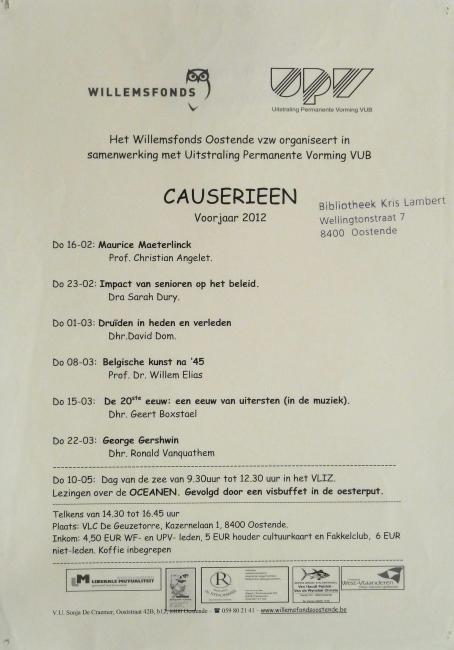 WILLEMSFONDS
UPV
Uitstraling Permanente Vorming VUB
Het Willemsfonds Oostende vzw organiseert in
samenwerking met Uitstraling Permanente Vorming VUB
CAUSERIEEN
Voorjaar 2012
Bibliotheek Kris Lambert
Wellingtonstraat 7
8400 Oostende
Do 16-02: Maurice Maeterlinck
Prof. Christian Angelet.
Do 23-02: Impact van senioren op het beleid.
Dra Sarah Dury.
Do 01-03: Druïden in heden en verleden
Dhr.David Dom.
Do 08-03: Belgische kunst na '45
Prof. Dr. Willem Elias
Do 15-03: De 20ste eeuw: een eeuw van uitersten (in de muziek).
Dhr. Geert Boxstael
Do 22-03: George Gershwin
Dhr. Ronald Vanquathem
Do 10-05: Dag van de zee van 9.30uur tot 12.30 uur in het VLIZ.
Lezingen over de OCEANEN. Gevolgd door een visbuffet in de oesterput.
Telkens van 14.30 tot 16.45 uur
Plaats: VLC De Geuzetorre, Kazernelaan 1, 8400 Oostende.
Inkom: 4,50 EUR WF- en UPV- leden, 5 EUR houder cultuurkaart en Fakkelclub, 6 EUR
niet-leden. Koffie inbegrepen
LIBERALE MUTUALITEIT
R
West-Vlaanderen
V.U. Sonja De Craemer, Ooststraat 42B, b12, 8400 Oostende - ☎ 059 80 21 41 - www.willemsfondsoostende.be